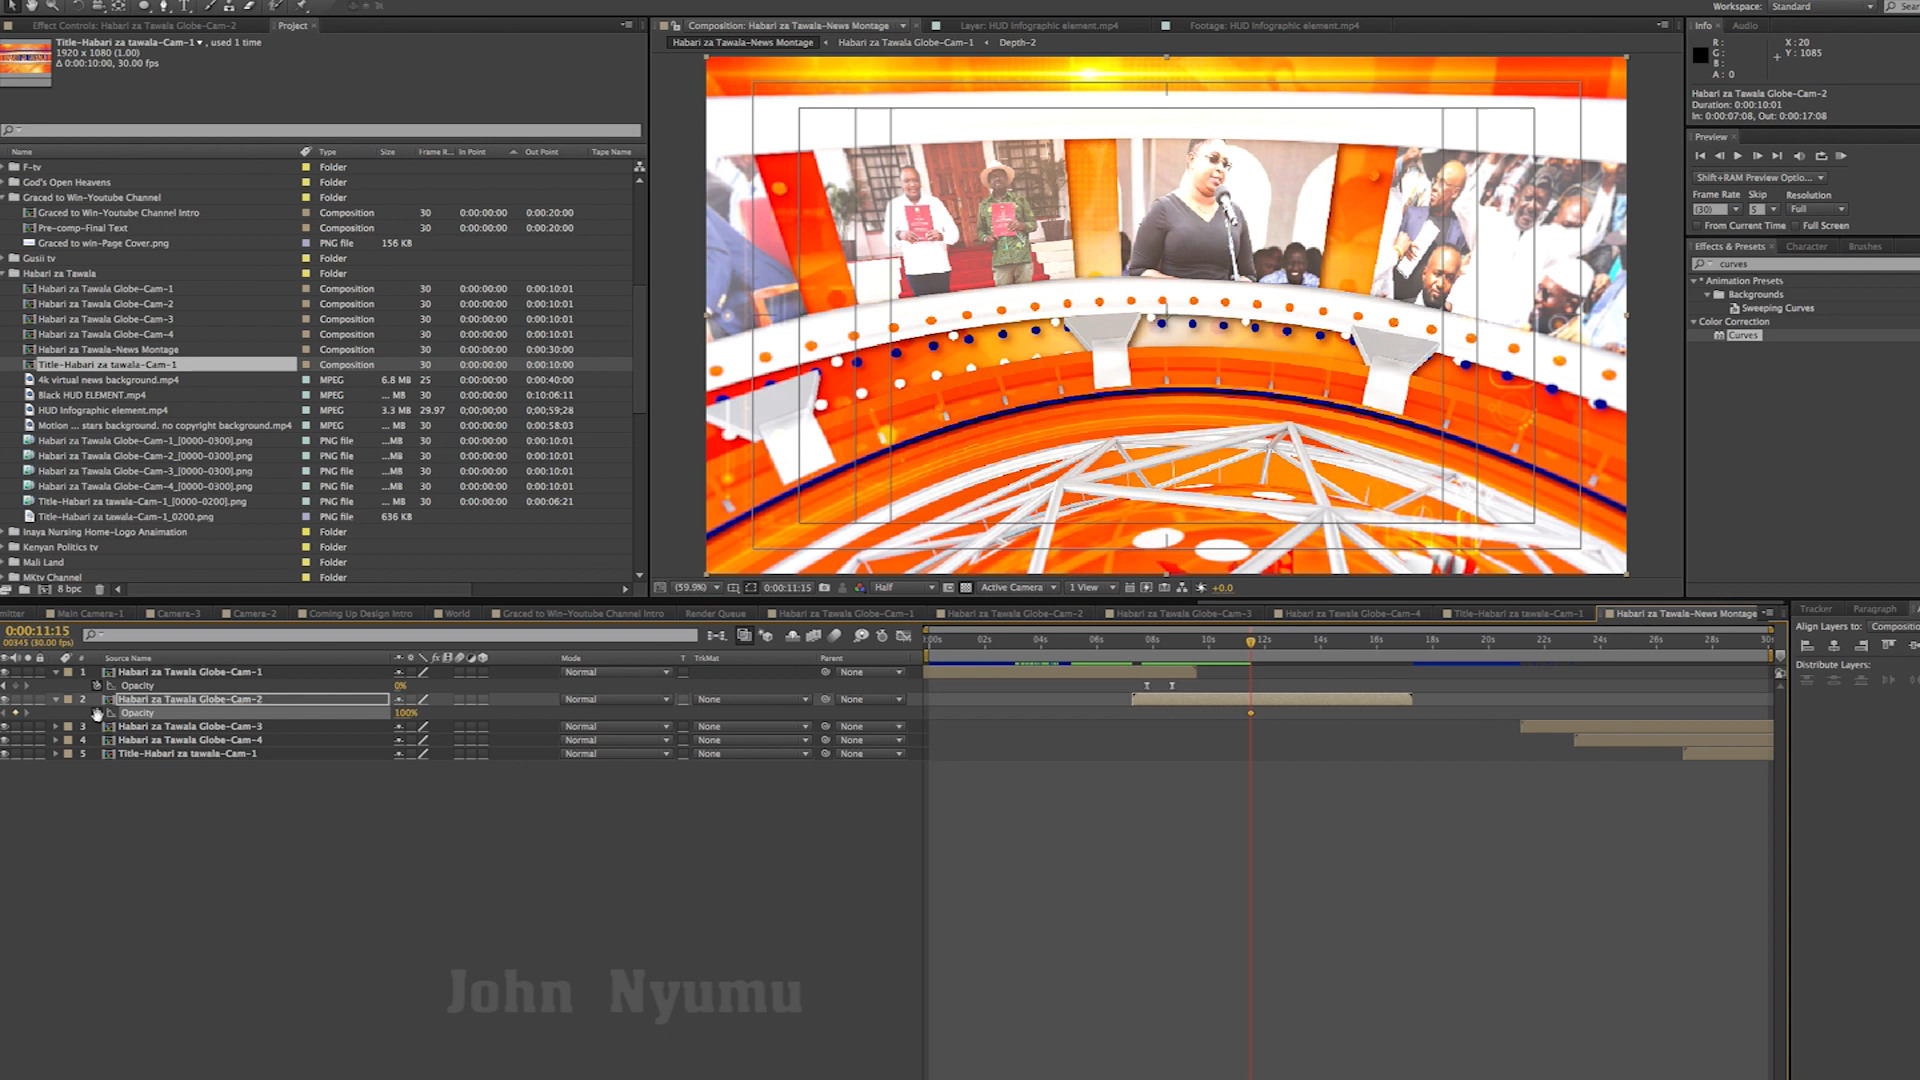 Workspace: Standard
Effect Controls: Habari za Tawala Globe-Cam-2 Project
Title-Habari za tawala-Cam-1 , used 1 time
1920 x 1080 (1.00)
Δ 0:00:10:00, 30.00 fps
Name Type Size Frame R... In Point Out Point Tape Name
F-tv Folder
God's Open Heavens Folder
Graced to Win-Youtube Channel Folder
Graced to Win-Youtube Channel Intro Composition 30 0:00:00:00 0:00:20:00
Pre-comp-Final Text Composition 30 0:00:00:00 0:00:20:00
Graced to win-Page Cover.png PNG file 156 KB
Gusii tv Folder
Habari za Tawala Folder
Habari za Tawala Globe-Cam-1 Composition 30 0:00:00:00 0:00:10:01
Habari za Tawala Globe-Cam-2 Composition 30 0:00:00:00 0:00:10:01
Habari za Tawala Globe-Cam-3 Composition 30 0:00:00:00 0:00:10:01
Habari za Tawala Globe-Cam-4 Composition 30 0:00:00:00 0:00:10:01
Habari za Tawala-News Montage Composition 30 0:00:00:00 0:00:30:00
Title-Habari za tawala-Cam-1 Composition 30 0:00:00:00 0:00:10:00
4k virtual news background.mp4 MPEG 6.8 MB 25 0:00:00:00 0:00:40:00
Black HUD ELEMENT.mp4 MPEG ... MB 30 0:00:00:00 0:10:06:11
HUD Infographic element.mp4 MPEG 3.3 MB 29.97 0;00;00;00 0;00;59;28
Motion ... stars background. no copyright background.mp4 MPEG ... MB 30 0:00:00:00 0:00:58:03
Habari za Tawala Globe-Cam-1_[0000-0300].png PNG file ...MB 30 0:00:00:00 0:00:10:01
Habari za Tawala Globe-Cam-2_[0000-0300].png PNG file ...MB 30 0:00:00:00 0:00:10:01
Habari za Tawala Globe-Cam-3_[0000-0300].png PNG file ...MB 30 0:00:00:00 0:00:10:01
Habari za Tawala Globe-Cam-4_[0000-0300].png PNG file ...MB 30 0:00:00:00 0:00:10:01
Title-Habari za tawala-Cam-1_[0000-0200].png PNG file ... MB 30 0:00:00:00 0:00:06:21
Title-Habari za tawala-Cam-1_0200.png PNG file 636 KB
Inaya Nursing Home-Logo Anaimation Folder
Kenyan Politics tv Folder
Mali Land Folder
MKtv Channel Folder
8 bpc
Composition: Habari za Tawala-News Montage Layer: HUD Infographic element.mp4 Footage: HUD Infographic element.mp4
Habari za Tawala-News Montage Habari za Tawala Globe-Cam-1 Depth-2
(59.9%) 0:00:11:15 Half Active Camera 1 View +0.0
Info Audio
R: X : 20
G: Y : 1085
B:
A : 0
Habari za Tawala Globe-Cam-2
Duration: 0:00:10:01
In: 0:00:07:08, Out: 0:00:17:08
Preview
Shift+RAM Preview Optio...
Frame Rate Skip Resolution
(30) 5 Full
From Current Time Full Screen
Effects & Presets Character Brushes
curves
* Animation Presets
Backgrounds
Sweeping Curves
Color Correction
Curves
Main Camera-1 Camera-3 Camera-2 Coming Up Design Intro World Graced to Win-Youtube Channel Intro Render Queue Habari za Tawala Globe-Cam-1 Habari za Tawala Globe-Cam-2 Habari za Tawala Globe-Cam-3 Habari za Tawala Globe-Cam-4 Title-Habari za tawala-Cam-1 Habari za Tawala-News Montage
0:00:11:15
00345 (30.00 fps)
:00s 02s 04s 06s 08s 10s 12s 14s 16s 18s 20s 22s 24s 26s 28s 30s
# Source Name Mode T TrkMat Parent
1 Habari za Tawala Globe-Cam-1 Normal None
Opacity 0%
2 Habari za Tawala Globe-Cam-2 Normal None None
Opacity 100%
3 Habari za Tawala Globe-Cam-3 Normal None None
4 Habari za Tawala Globe-Cam-4 Normal None None
5 Title-Habari za tawala-Cam-1 Normal None None
Tracker Paragraph
Align Layers to:
Distribute Layers:
John Nyumu